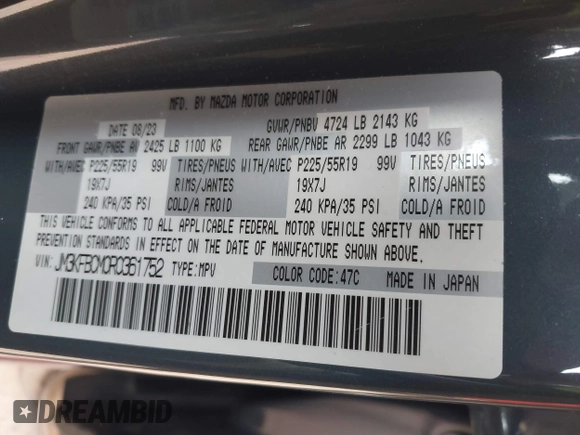 MFD. BY MAZDA MOTOR CORPORATION
DATE 08/23 GVWR/PNBV 4724 LB 2143 KG
FRONT GAWR/PNBE AV 2425 LB 1100 KG REAR GAWR/PNBE AR 2299 LB 1043 KG
WITH/AVEC P225/55R19 99V TIRES/PNEUS WITH/AVEC P225/55R19 99V TIRES/PNEUS
19X7J RIMS/JANTES 19X7J RIMS/JANTES
240 KPA/35 PSI COLD/A FROID 240 KPA/35 PSI COLD/A FROID
THIS VEHICLE CONFORMS TO ALL APPLICABLE FEDERAL MOTOR VEHICLE SAFETY AND THEFT
PREVENTION STANDARDS IN EFFECT ON THE DATE OF MANUFACTURE SHOWN ABOVE.
VIN: JM3KFBCM0R0361752 TYPE:MPV COLOR CODE:47C MADE IN JAPAN
DREAMBID